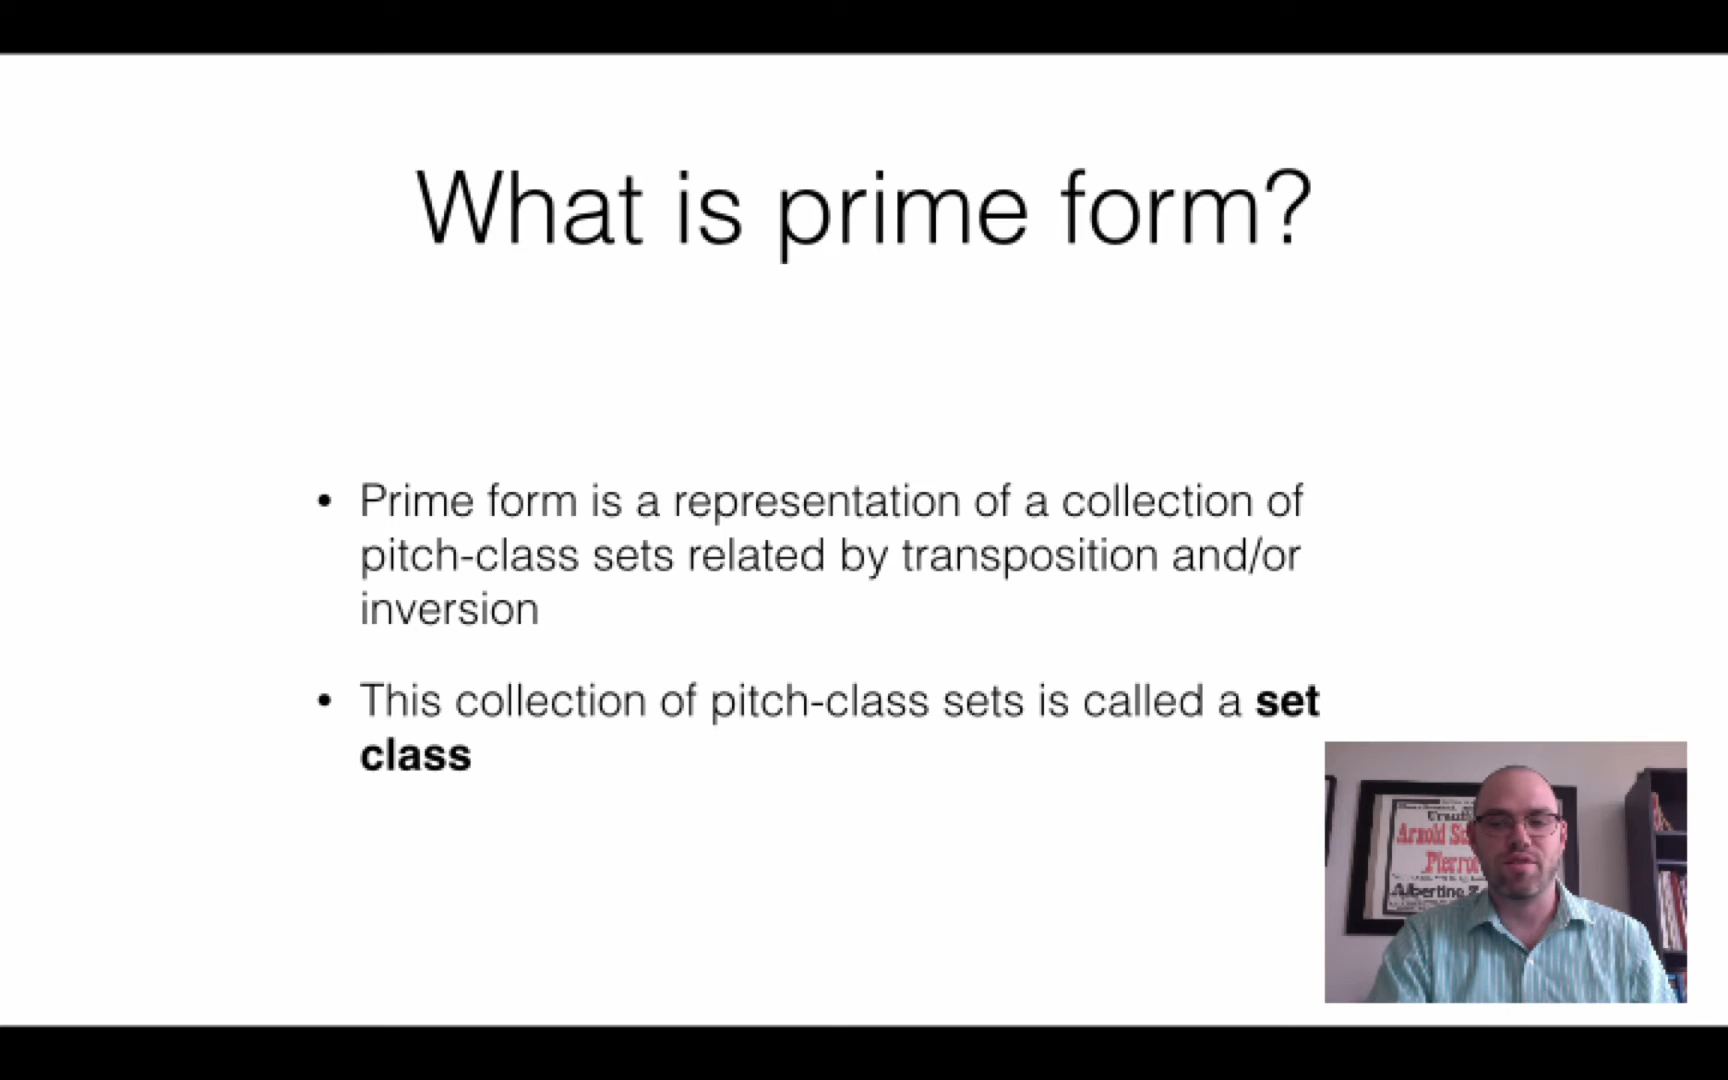 What is prime form?
• Prime form is a representation of a collection of
pitch-class sets related by transposition and/or
inversion
• This collection of pitch-class sets is called a set
class
Arnold
Pierrot
Albertine